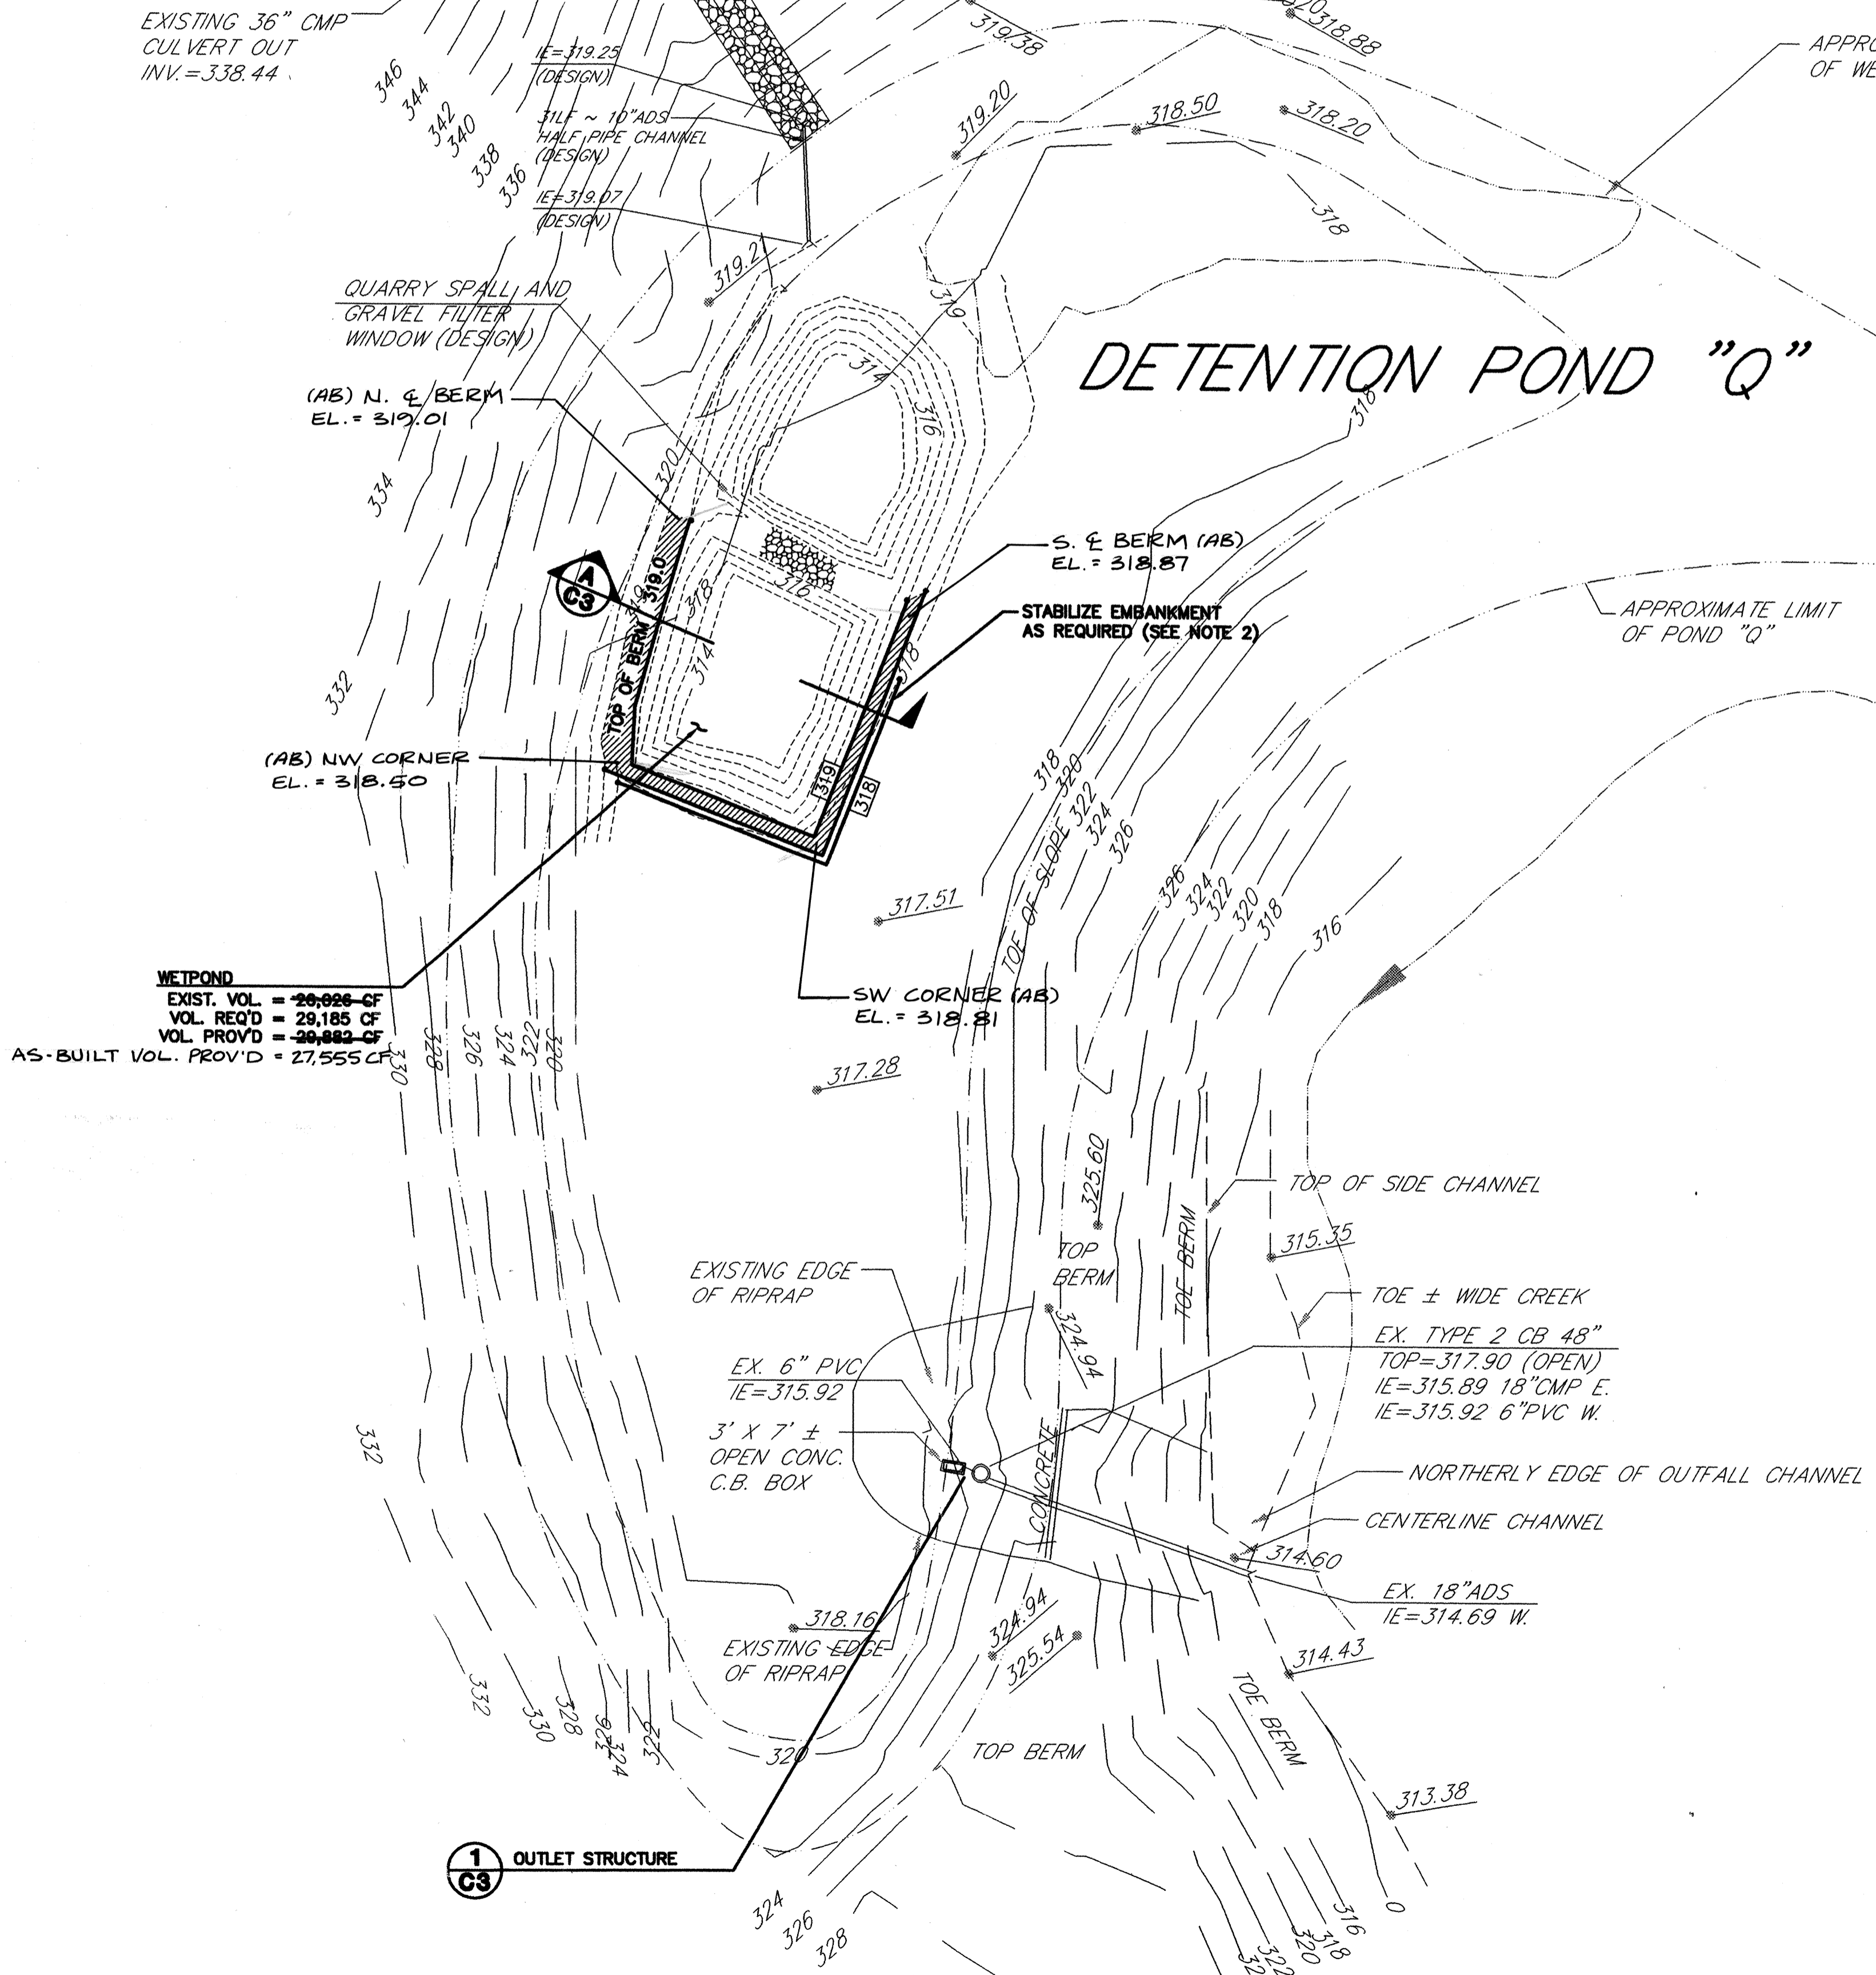 EXISTING 36" CMP
CULVERT OUT
INV.=338.44
346
344
342
340
338
336
IE=319.25
(DESIGN)
31LF ~ 10"ADS
HALF PIPE CHANNEL
(DESIGN)
IE=319.07
(DESIGN)
319.38
318.88
319.20
318.50
318.20
318
319.21
319
QUARRY SPALL AND
GRAVEL FILTER
WINDOW (DESIGN)
DETENTION POND "Q"
314
316
318
(AB) N. ℄ BERM
EL. = 319.01
334
320
S. ℄ BERM (AB)
EL. = 318.87
STABILIZE EMBANKMENT
AS REQUIRED (SEE NOTE 2)
APPROXIMATE LIMIT
OF POND "Q"
A
C3
TOP OF BERM 319.0
318
316
314
318
332
(AB) NW CORNER
EL. = 318.50
319
318
318
320
TOE OF SLOPE 322
324
326
326
324
322
320
318
316
317.51
WETPOND
EXIST. VOL. = 26,026 CF
VOL. REQ'D = 29,185 CF
VOL. PROV'D = 29,882 CF
AS-BUILT VOL. PROV'D = 27,555 CF
SW CORNER (AB)
EL. = 318.81
330
328
326
324
322
320
317.28
325.60
TOP OF SIDE CHANNEL
315.35
TOP
BERM
TOE BERM
EXISTING EDGE
OF RIPRAP
TOE ± WIDE CREEK
324.94
EX. TYPE 2 CB 48"
TOP=317.90 (OPEN)
IE=315.89 18"CMP E.
IE=315.92 6"PVC W.
EX. 6" PVC
IE=315.92
3' X 7' ±
OPEN CONC.
C.B. BOX
CONCRETE
332
NORTHERLY EDGE OF OUTFALL CHANNEL
CENTERLINE CHANNEL
314.60
EX. 18"ADS
IE=314.69 W.
318.16
EXISTING EDGE
OF RIPRAP
324.94
325.54
314.43
332
330
328
326
324
322
320
TOP BERM
TOE BERM
313.38
1
C3
OUTLET STRUCTURE
324
326
328
0
316
318
320
322